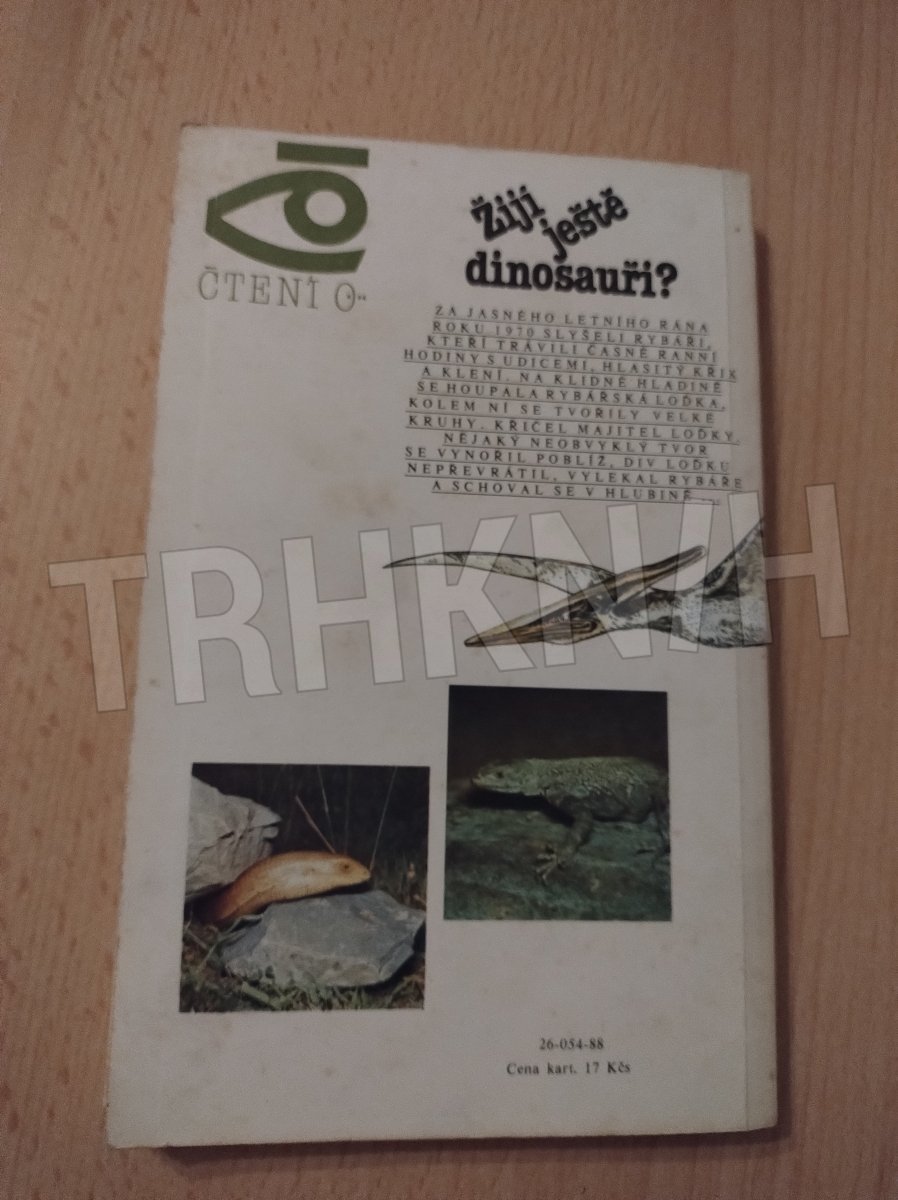 ČTENÍ O...
Žijí
ještě
dinosauři?
ZA JASNÉHO LETNÍHO RÁNA
ROKU 1970 SLYŠELI RYBÁŘI,
KTEŘÍ TRÁVILI ČASNÉ RANNÍ
HODINY S UDICEMI, HLASITÝ KŘIK
A KLENÍ. NA KLIDNÉ HLADINĚ
SE HOUPALA RYBÁŘSKÁ LOĎKA,
KOLEM NÍ SE TVOŘILY VELKÉ
KRUHY. KŘIČEL MAJITEL LOĎKY.
NĚJAKÝ NEOBVYKLÝ TVOR
SE VYNOŘIL POBLÍŽ, DIV LOĎKU
NEPŘEVRÁTIL, VYLEKAL RYBÁŘE
A SCHOVAL SE V HLUBINĚ ...
TRHKNIH
26-054-88
Cena kart. 17 Kčs